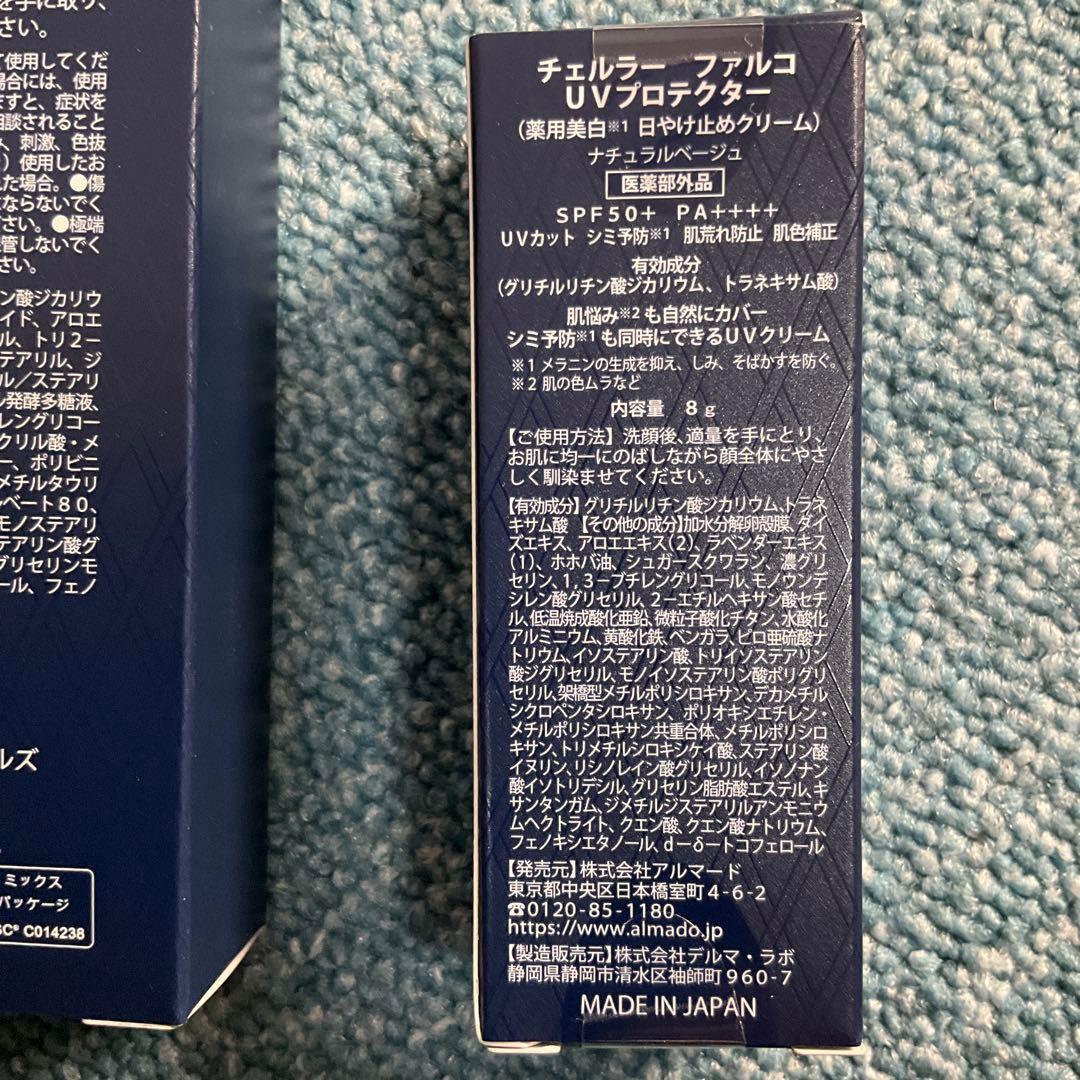 を手に取り、
さい。
て使用してくだ
場合には、使用
ますと、症状を
相談されること
、刺激、色抜
）使用したお
れた場合。●傷
にならないでく
ださい。●極端
保管しないでく
さい。
ン酸ジカリウ
イド、アロエ
ル、トリ２－
ステアリル、ジ
ル／ステアリ
ル発酵多糖液、
レングリコー
クリル酸・メ
ー、ポリビニ
メチルタウリ
ルベート８０、
モノステアリ
テアリン酸グ
グリセリンモ
ール、フェノ
ルズ
ミックス
パッケージ
SC® C014238
チェルラー ファルコ
UVプロテクター
（薬用美白※1 日やけ止めクリーム）
ナチュラルベージュ
医薬部外品
SPF50+ PA++++
UVカット シミ予防※1 肌荒れ防止 肌色補正
有効成分
（グリチルリチン酸ジカリウム、トラネキサム酸）
肌悩み※2も自然にカバー
シミ予防※1も同時にできるUVクリーム
※1 メラニンの生成を抑え、しみ、そばかすを防ぐ。
※2 肌の色ムラなど
内容量 8g
【ご使用方法】洗顔後、適量を手にとり、
お肌に均一にのばしながら顔全体にやさ
しく馴染ませてください。
【有効成分】グリチルリチン酸ジカリウム、トラネ
キサム酸 【その他の成分】加水分解卵殻膜、ダイ
ズエキス、アロエエキス(2)、ラベンダーエキス
(1)、ホホバ油、シュガースクワラン、濃グリ
セリン、1,3－ブチレングリコール、モノウンデ
シレン酸グリセリル、2－エチルヘキサン酸セチ
ル、低温焼成酸化亜鉛、微粒子酸化チタン、水酸化
アルミニウム、黄酸化鉄、ベンガラ、ピロ亜硫酸ナ
トリウム、イソステアリン酸、トリイソステアリン
酸ジグリセリル、モノイソステアリン酸ポリグリ
セリル、架橋型メチルポリシロキサン、デカメチル
シクロペンタシロキサン、ポリオキシエチレン・
メチルポリシロキサン共重合体、メチルポリシロ
キサン、トリメチルシロキシケイ酸、ステアリン酸
イヌリン、リシノレイン酸グリセリル、イソノナン
酸イソトリデシル、グリセリン脂肪酸エステル、キ
サンタンガム、ジメチルジステアリルアンモニウ
ムヘクトライト、クエン酸、クエン酸ナトリウム、
フェノキシエタノール、d－δ－トコフェロール
【発売元】株式会社アルマード
東京都中央区日本橋室町4-6-2
☎0120-85-1180
https://www.almado.jp
【製造販売元】株式会社デルマ・ラボ
静岡県静岡市清水区袖師町960-7
MADE IN JAPAN